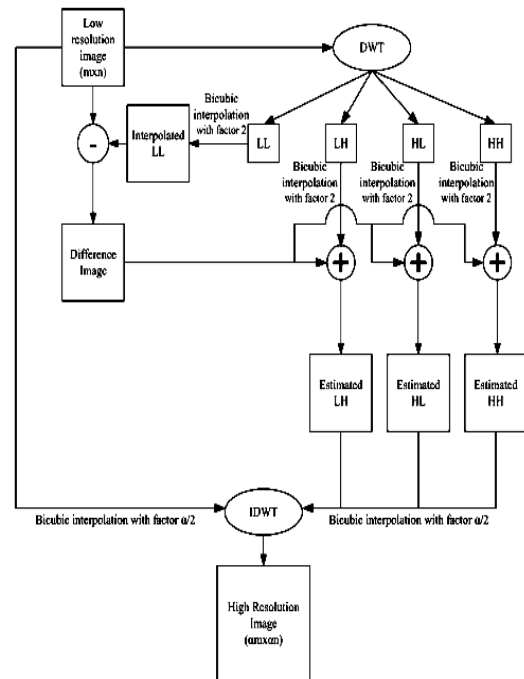 Low
resolution
image
(mxn)
DWT
Bicubic
interpolation
with factor 2
Interpolated
LL
LL
LH
HL
HH
-
Bicubic
interpolation
with factor 2
Bicubic
interpolation
with factor 2
Bicubic
interpolation
with factor 2
Difference
Image
+
+
+
Estimated
LH
Estimated
HL
Estimated
HH
IDWT
Bicubic interpolation with factor α/2
Bicubic interpolation with factor α/2
High Resolution
Image
(αmxαn)